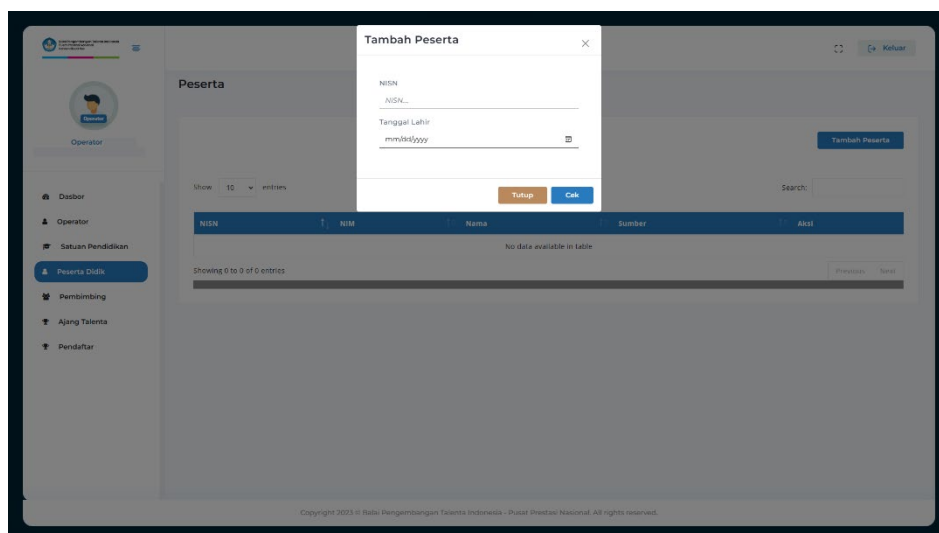 Tambah Peserta
Keluar
Peserta
NISN
NISN...
Tanggal Lahir
mm/dd/yyyy
Operator
Operator
Tambah Peserta
Tutup
Cek
Show 10 entries
Search:
Dasbor
Operator
Satuan Pendidikan
Peserta Didik
Pembimbing
Ajang Talenta
Pendaftar
NISN NIM Nama Sumber Aksi
No data available in table
Showing 0 to 0 of 0 entries
Previous Next
Copyright 2023 © Balai Pengembangan Talenta Indonesia - Pusat Prestasi Nasional. All rights reserved.